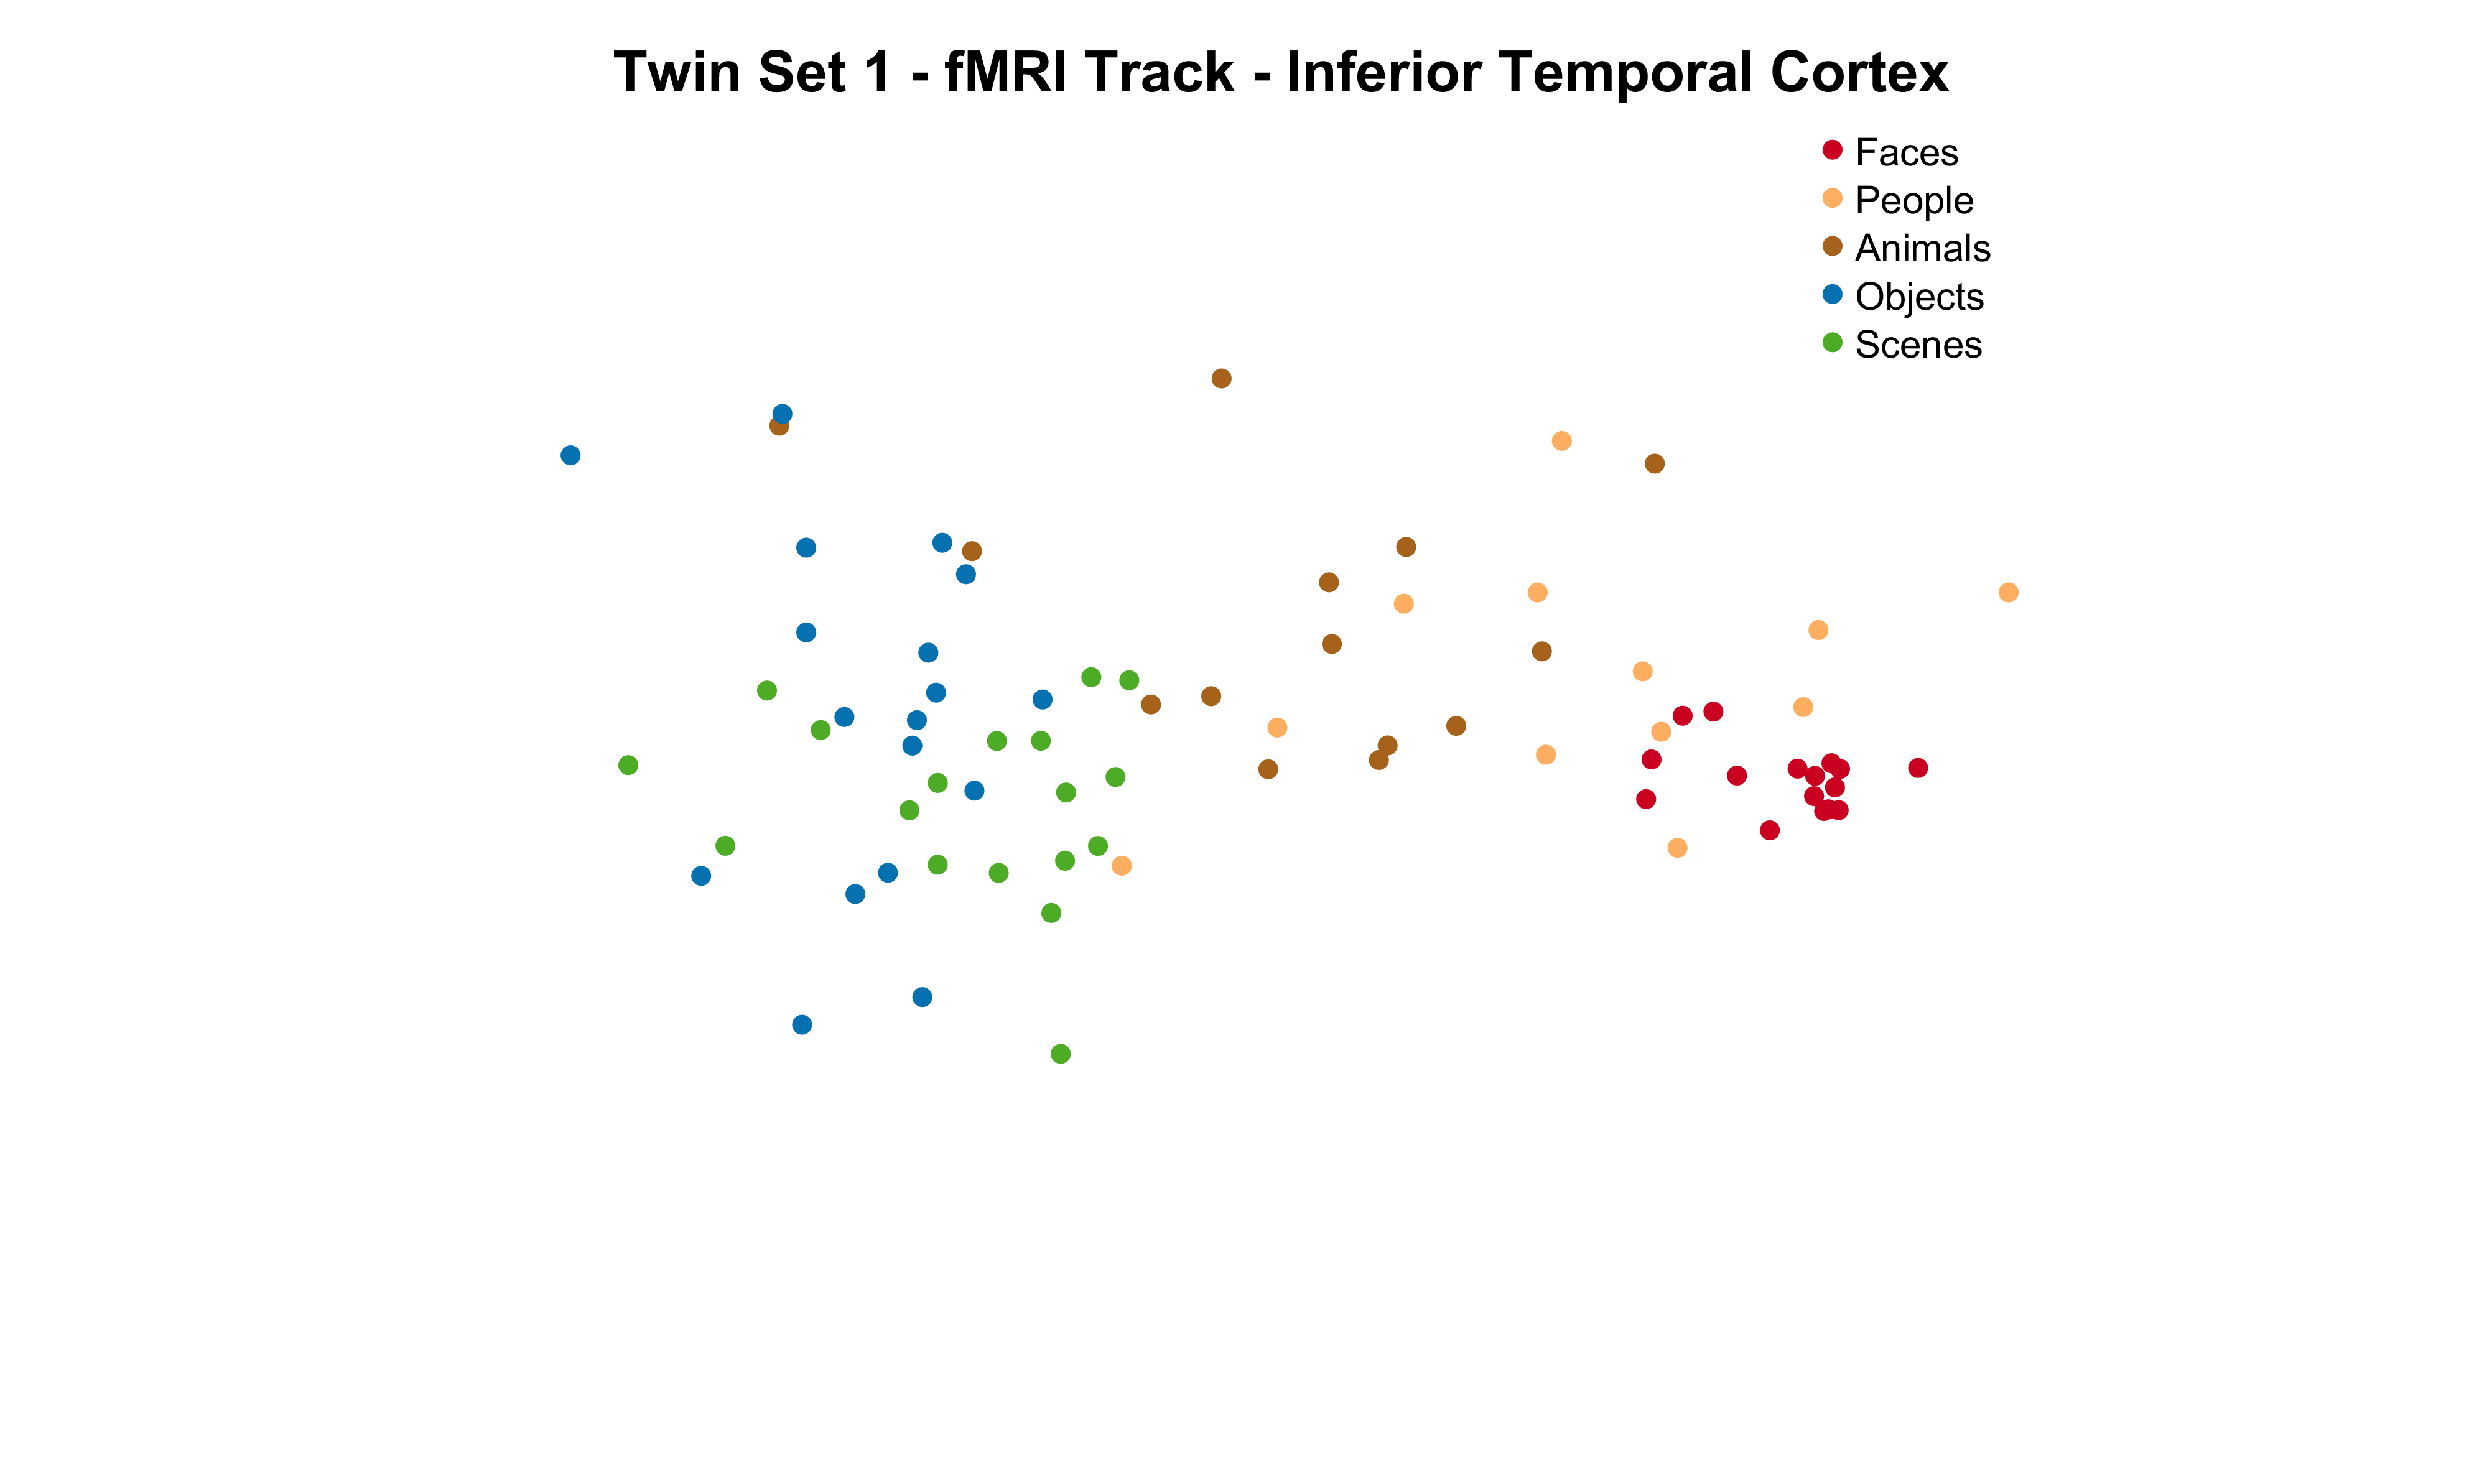 Twin Set 1 - fMRI Track - Inferior Temporal Cortex
Faces
People
Animals
Objects
Scenes